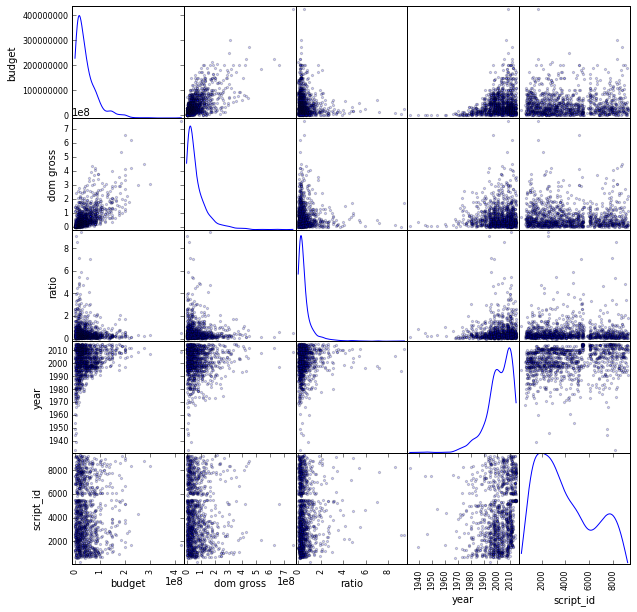 400000000
300000000
200000000
100000000
0
budget
1e8
7
6
5
4
3
2
1
0
dom gross
8
6
4
2
0
ratio
2010
2000
1990
1980
1970
1960
1950
1940
year
8000
6000
4000
2000
script_id
0 1 2 3 4
1e8
budget
0 1 2 3 4 5 6 7
1e8
dom gross
0 2 4 6 8
ratio
1940 1950 1960 1970 1980 1990 2000 2010
year
2000 4000 6000 8000
script_id